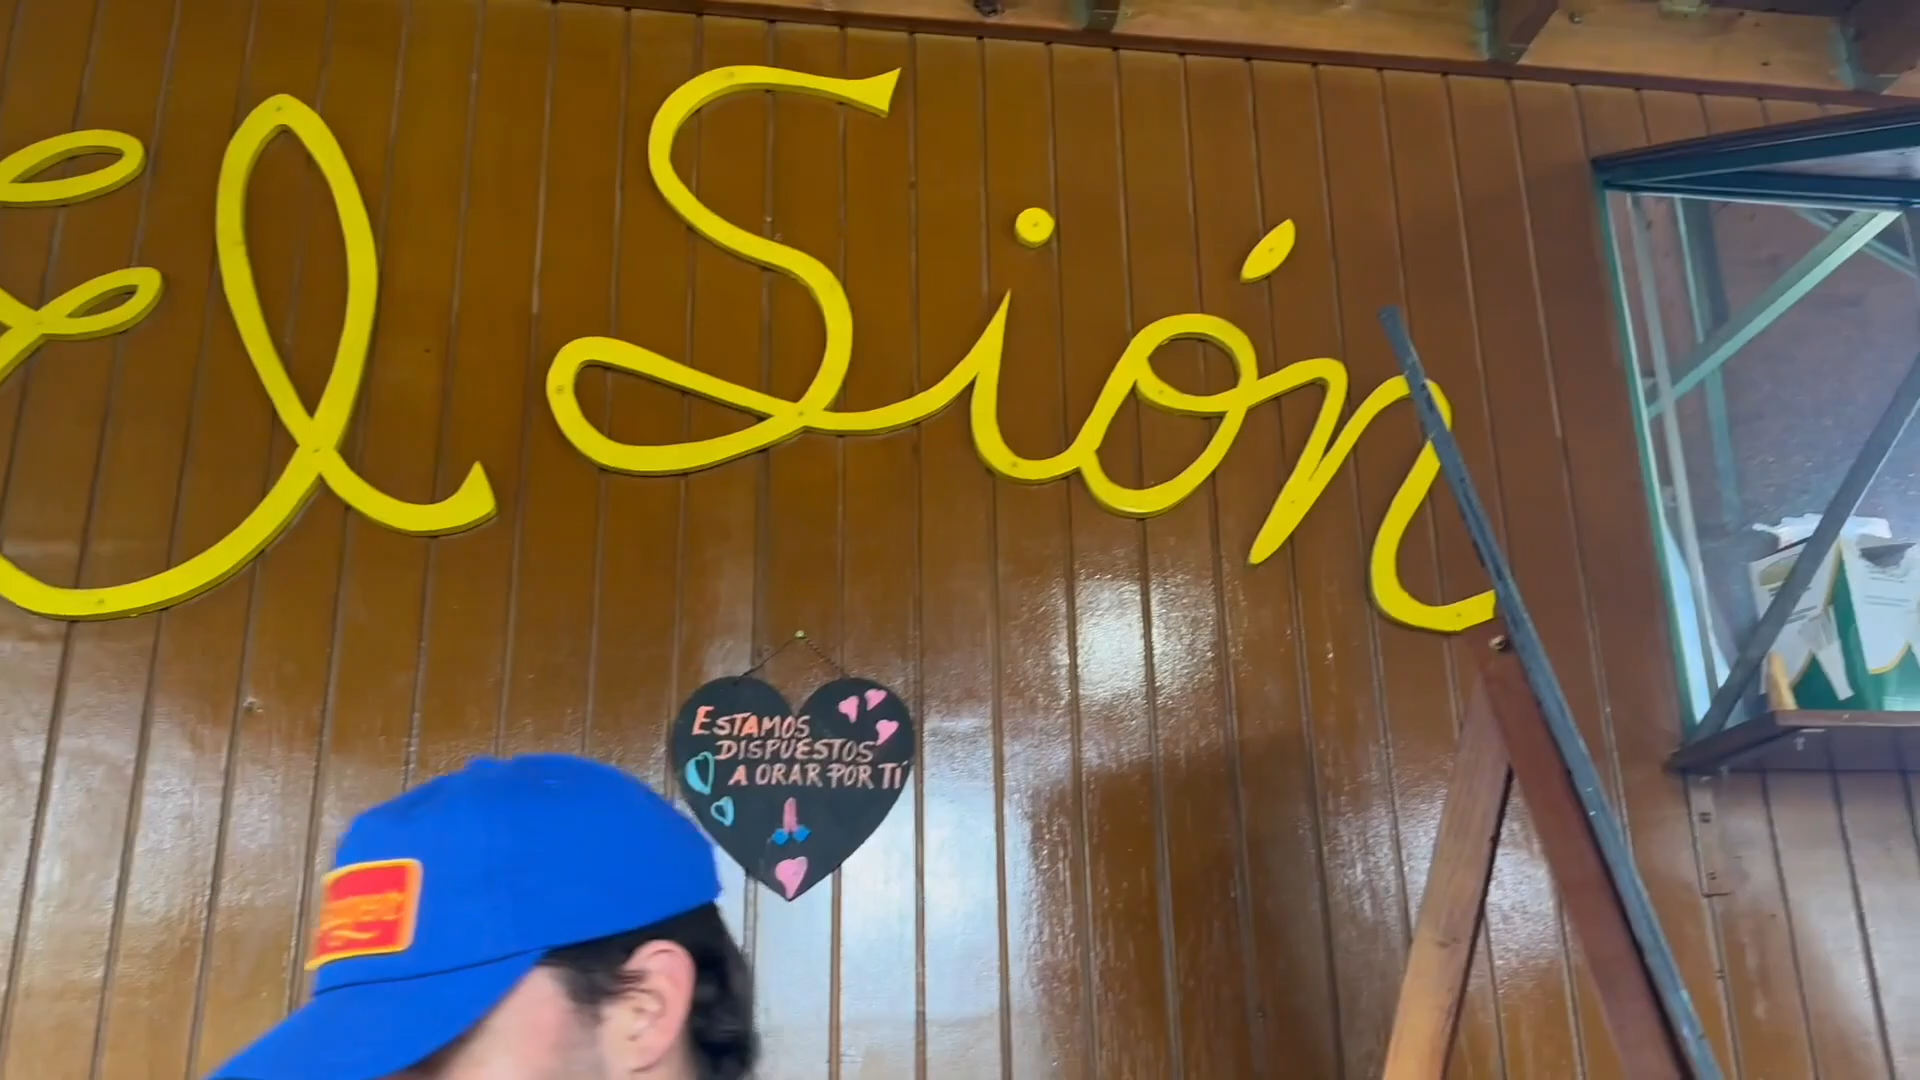 El Sión
ESTAMOS
DISPUESTOS
A ORAR POR TÍ